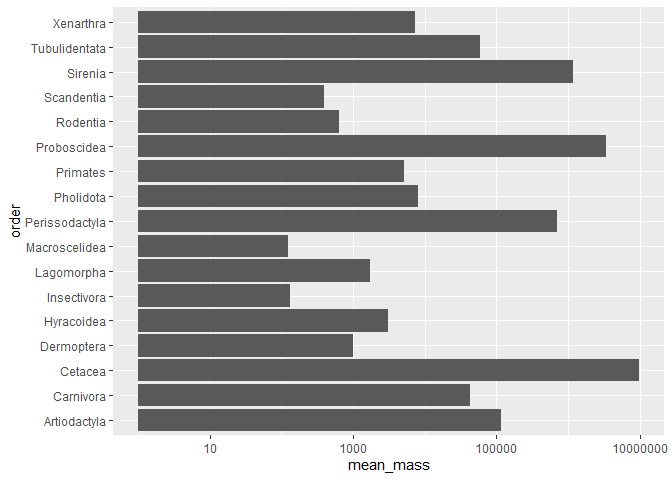 Xenarthra
Tubulidentata
Sirenia
Scandentia
Rodentia
Proboscidea
Primates
Pholidota
Perissodactyla
Macroscelidea
Lagomorpha
Insectivora
Hyracoidea
Dermoptera
Cetacea
Carnivora
Artiodactyla
order
10 1000 100000 10000000
mean_mass